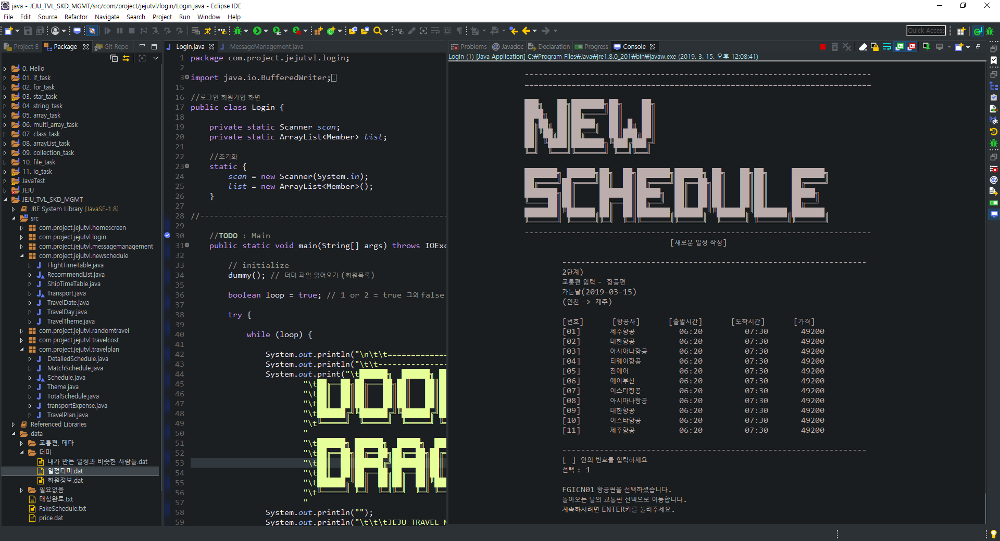 java - JEJU_TVL_SKD_MGMT/src/com/project/jejutvl/login/Login.java - Eclipse IDE
File Edit Source Refactor Navigate Search Project Run Window Help
Quick Access
Project E
Package
Git Repo
0. Hello
01. if_task
02. for_task
03. star_task
04. string_task
05. array_task
06. multi_array_task
07. class_task
08. arrayList_task
09. collection_task
10. file_task
11. io_task
JavaTest
JEJU
JEJU_TVL_SKD_MGMT
JRE System Library [JavaSE-1.8]
src
com.project.jejutvl.homescreen
com.project.jejutvl.login
com.project.jejutvl.messagemanagement
com.project.jejutvl.newschedule
FlightTimeTable.java
RecommendList.java
ShipTimeTable.java
Transport.java
TravelDate.java
TravelDay.java
TravelTheme.java
com.project.jejutvl.randomtravel
com.project.jejutvl.travelcost
com.project.jejutvl.travelplan
DetailedSchedule.java
MatchSchedule.java
Schedule.java
Theme.java
TotalSchedule.java
transportExpense.java
TravelPlan.java
Referenced Libraries
data
교통편, 테마
더미
내가 만든 일정과 비슷한 사람들.dat
일정더미.dat
회원정보.dat
필요없음
매칭완료.txt
FakeSchedule.txt
price.dat
Login.java
MessageManagement.java
1 package com.project.jejutvl.login;
2
3 import java.io.BufferedWriter;
15
16 //로그인 회원가입 화면
17 public class Login {
18
19 private static Scanner scan;
20 private static ArrayList<Member> list;
21
22 //초기화
23 static {
24 scan = new Scanner(System.in);
25 list = new ArrayList<Member>();
26 }
27
28 //-----------------------------------------------------
29
30 //TODO : Main
31 public static void main(String[] args) throws IOExc
32
33 // initialize
34 dummy(); // 더미 파일 읽어오기 (회원목록)
35
36 boolean loop = true; // 1 or 2 = true 그외 false
37
38 try {
39
40 while (loop) {
41
42 System.out.println("\n\t\t=============
43 System.out.println("\t\t---------------
44 System.out.print("\t
45 "\t
46 "\t
47 "\t
48 "\t
49 "\t
50 "
51 "\t
52 "\t
53 "\t
54 "\t
55 "\t
56 "\t
57 "
58 System.out.println("");
59 System.out.println("\t\t\tJEJU TRAVEL M
Problems
Javadoc
Declaration
Progress
Console
Login (1) [Java Application] C:₩Program Files₩Java₩jre1.8.0_201₩bin₩javaw.exe (2019. 3. 15. 오후 12:08:41)
--------------------------------------------------------------------------
==========================================================================
NEW
SCHEDULE
--------------------------------------------------------------------------
[새로운 일정 작성]
-----------------------------------------------------------------
2단계)
교통편 입력 - 항공편
가는날(2019-03-15)
(인천 -> 제주)
[번호] [항공사] [출발시간] [도착시간] [가격]
[01] 제주항공 06:20 07:30 49200
[02] 대한항공 06:20 07:30 49200
[03] 아시아나항공 06:20 07:30 49200
[04] 티웨이항공 06:20 07:30 49200
[05] 진에어 06:20 07:30 49200
[06] 에어부산 06:20 07:30 49200
[07] 이스타항공 06:20 07:30 49200
[08] 아시아나항공 06:20 07:30 49200
[09] 대한항공 06:20 07:30 49200
[10] 이스타항공 06:20 07:30 49200
[11] 제주항공 06:20 07:30 49200
-----------------------------------------------------------------
[ ] 안의 번호를 입력하세요
선택 : 1
FGICN01 항공편을 선택하셨습니다.
돌아오는 날의 교통편 선택으로 이동합니다.
계속하시려면 ENTER키를 눌러주세요.